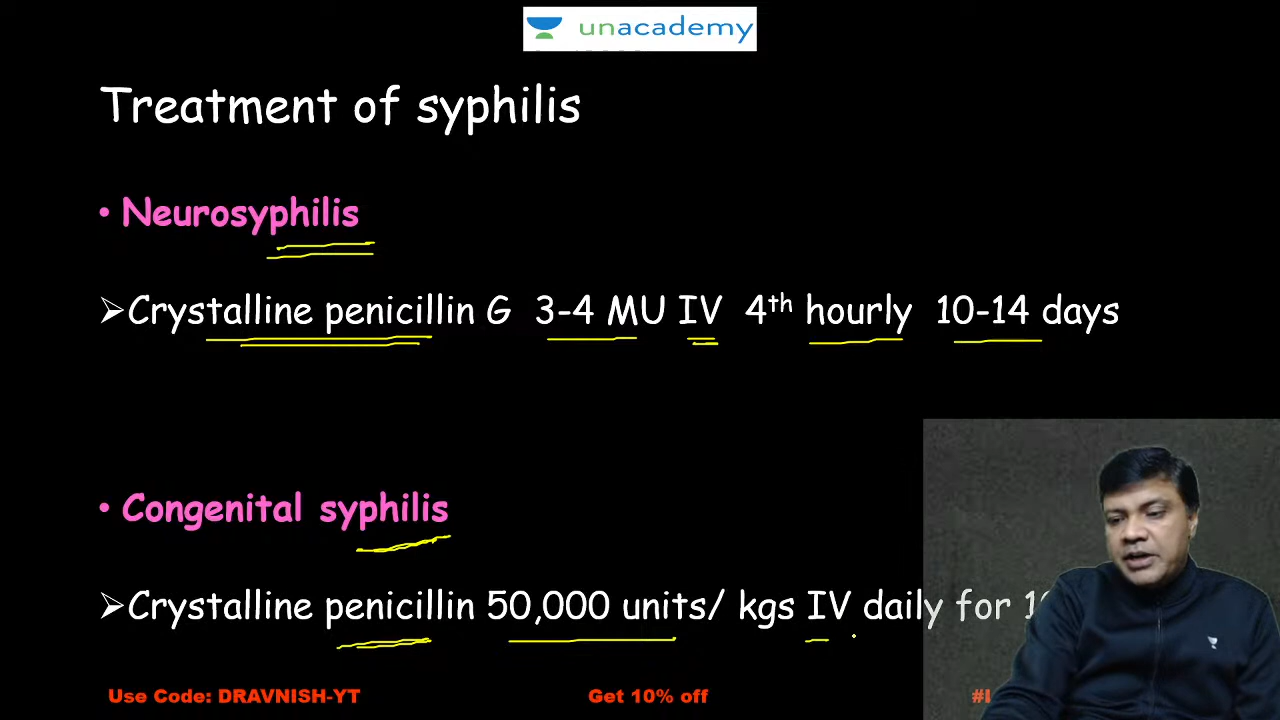 unacademy
Treatment of syphilis
• Neurosyphilis
➢Crystalline penicillin G 3-4 MU IV 4th hourly 10-14 days
• Congenital syphilis
➢Crystalline penicillin 50,000 units/ kgs IV daily for
Use Code: DRAVNISH-YT
Get 10% off